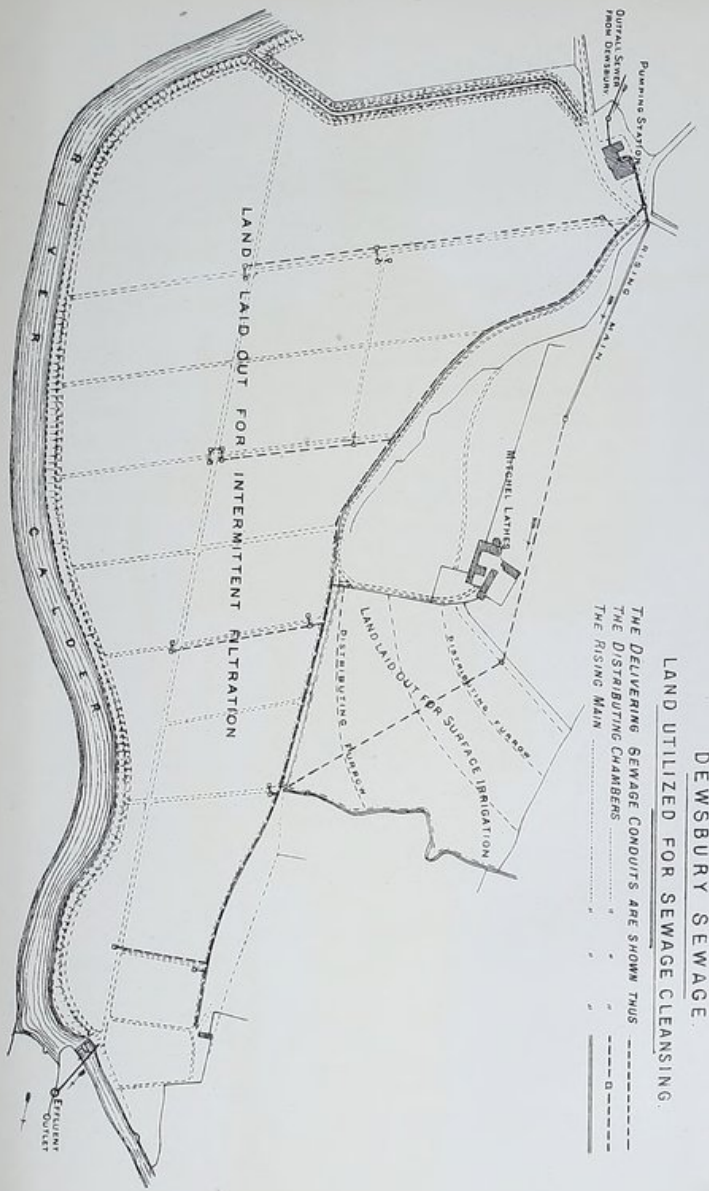 DEWSBURY SEWAGE.
LAND UTILIZED FOR SEWAGE CLEANSING.
THE DELIVERING SEWAGE CONDUITS ARE SHOWN THUS
THE DISTRIBUTING CHAMBERS " " "
THE RISING MAIN " " "
OUTFALL SEWER
FROM DEWSBURY
PUMPING STATION
RISING MAIN
MITCHEL LATHES
DISTRIBUTING FURROW
LAND LAID OUT FOR SURFACE IRRIGATION
DISTRIBUTING FURROW
LAND LAID OUT FOR INTERMITTENT FILTRATION
RIVER CALDER
EFFLUENT
OUTLET